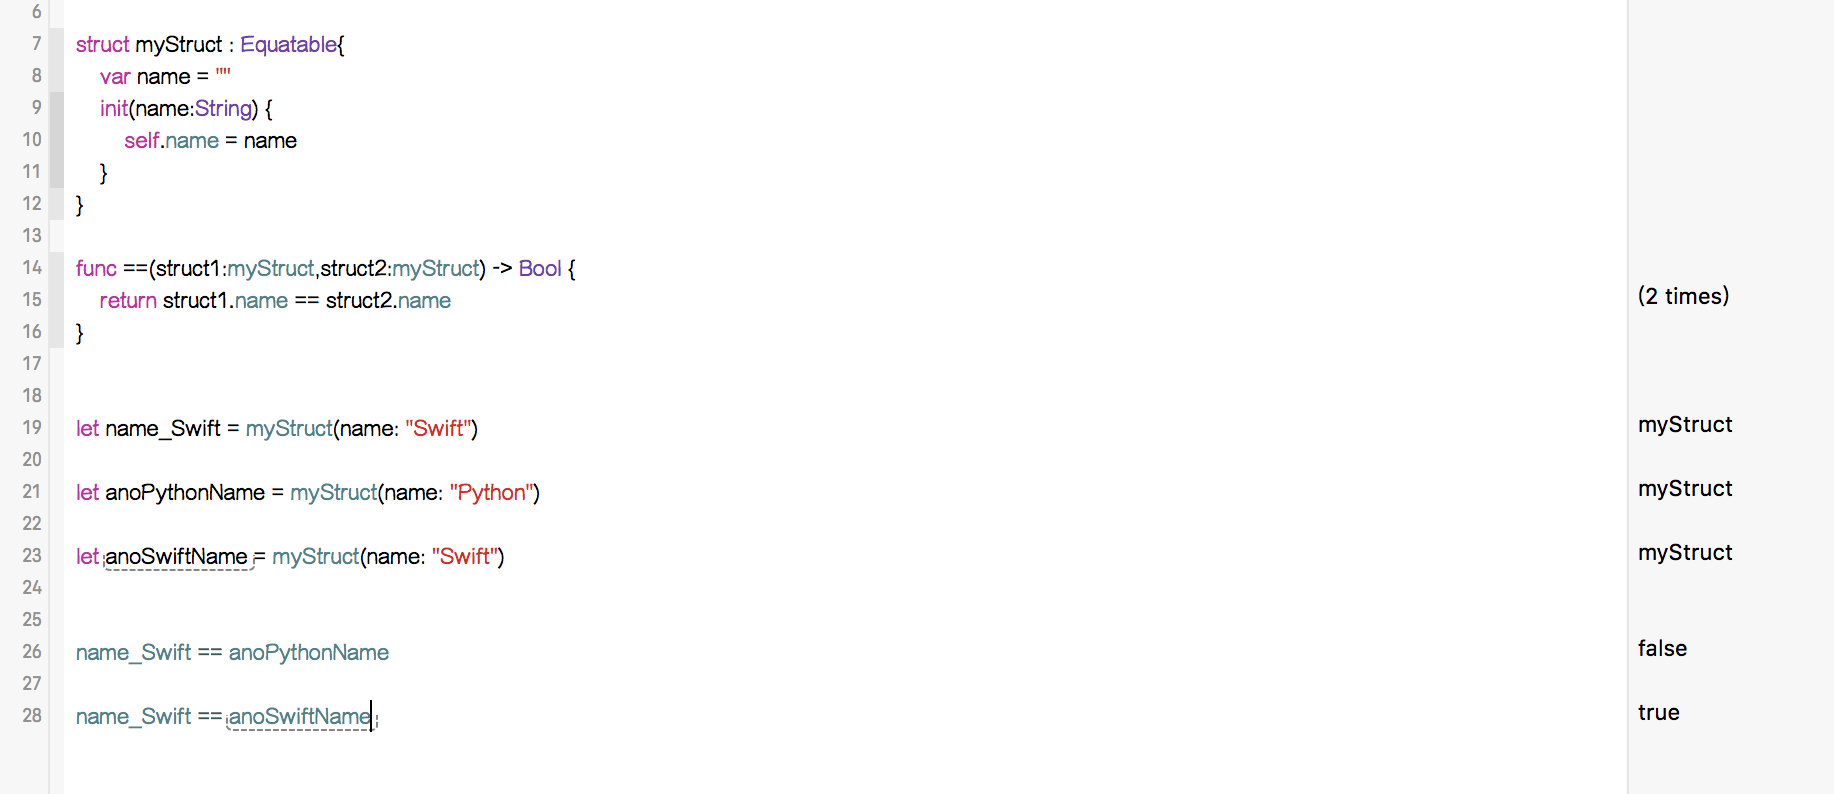 6
7 struct myStruct : Equatable{
8 var name = ""
9 init(name:String) {
10 self.name = name
11 }
12 }
13
14 func ==(struct1:myStruct,struct2:myStruct) -> Bool {
15 return struct1.name == struct2.name (2 times)
16 }
17
18
19 let name_Swift = myStruct(name: "Swift") myStruct
20
21 let anoPythonName = myStruct(name: "Python") myStruct
22
23 let anoSwiftName = myStruct(name: "Swift") myStruct
24
25
26 name_Swift == anoPythonName false
27
28 name_Swift == anoSwiftName true